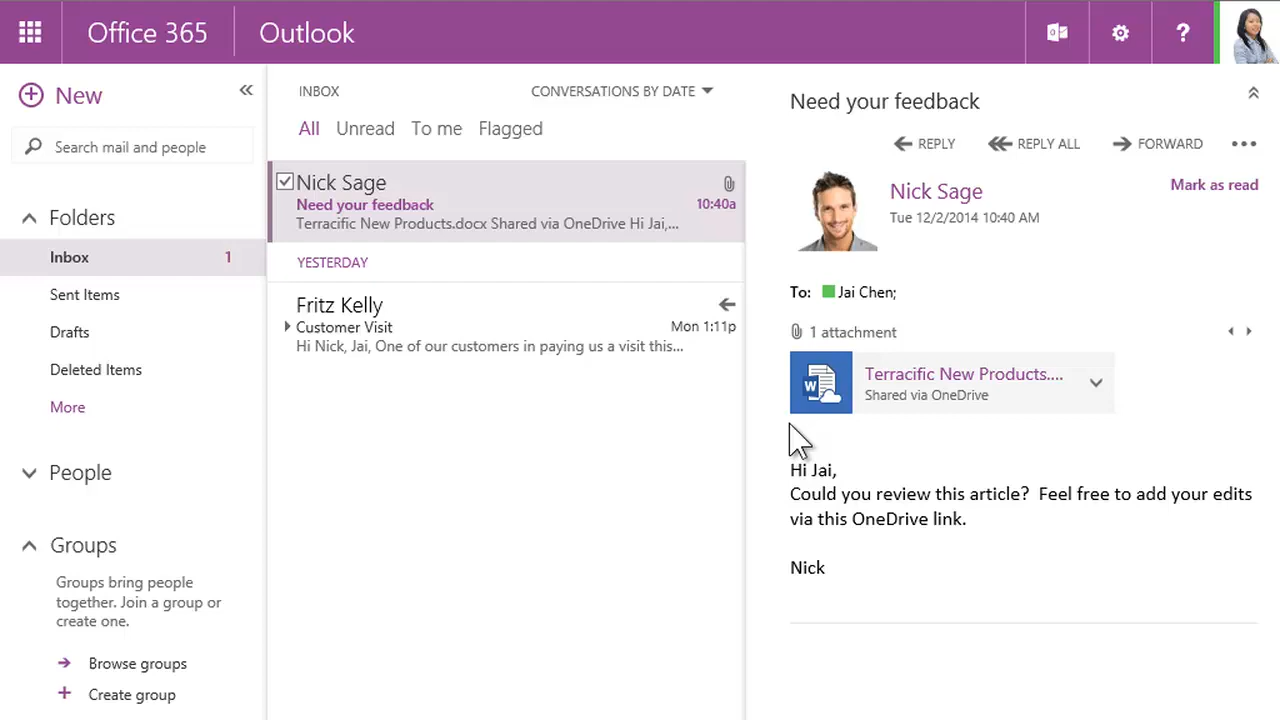 Office 365
Outlook
?
New
Search mail and people
Folders
Inbox 1
Sent Items
Drafts
Deleted Items
More
People
Groups
Groups bring people
together. Join a group or
create one.
Browse groups
Create group
INBOX
CONVERSATIONS BY DATE
All Unread To me Flagged
Nick Sage
Need your feedback 10:40a
Terracific New Products.docx Shared via OneDrive Hi Jai,...
YESTERDAY
Fritz Kelly
Customer Visit Mon 1:11p
Hi Nick, Jai, One of our customers in paying us a visit this...
Need your feedback
REPLY REPLY ALL FORWARD
Nick Sage
Mark as read
Tue 12/2/2014 10:40 AM
To: Jai Chen;
1 attachment
W
Terracific New Products....
Shared via OneDrive
Hi Jai,
Could you review this article? Feel free to add your edits
via this OneDrive link.
Nick